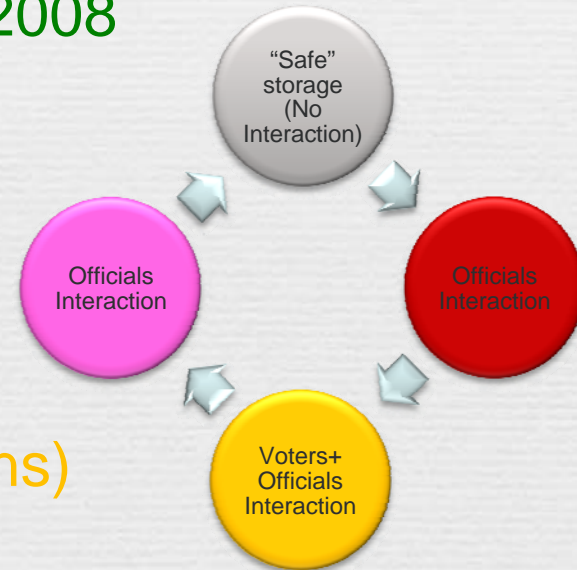 2008
“Safe”
storage
(No
Interaction)
Officials
Interaction
Officials
Interaction
ns)
Voters+
Officials
Interaction